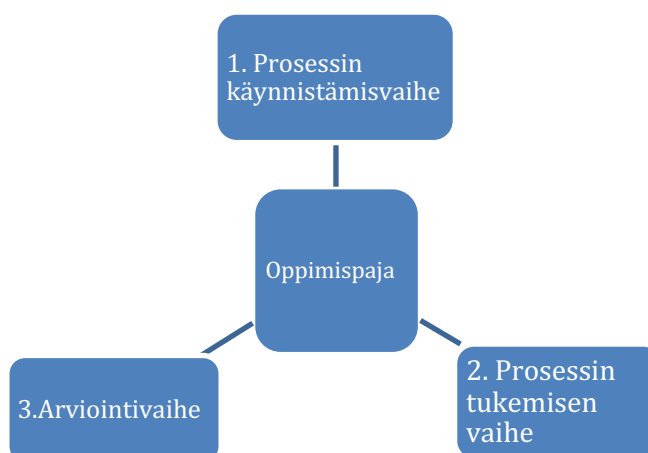 1. Prosessin
käynnistämisvaihe
Oppimispaja
3.Arviointivaihe
2. Prosessin
tukemisen
vaihe